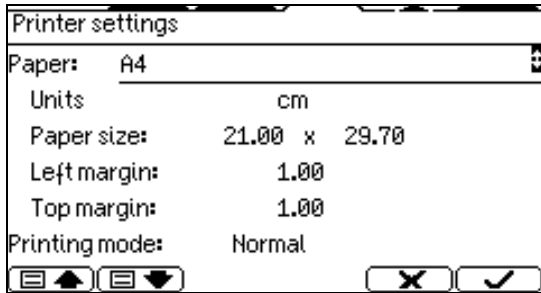 Printer settings
Paper: A4
Units cm
Paper size: 21.00 x 29.70
Left margin: 1.00
Top margin: 1.00
Printing mode: Normal